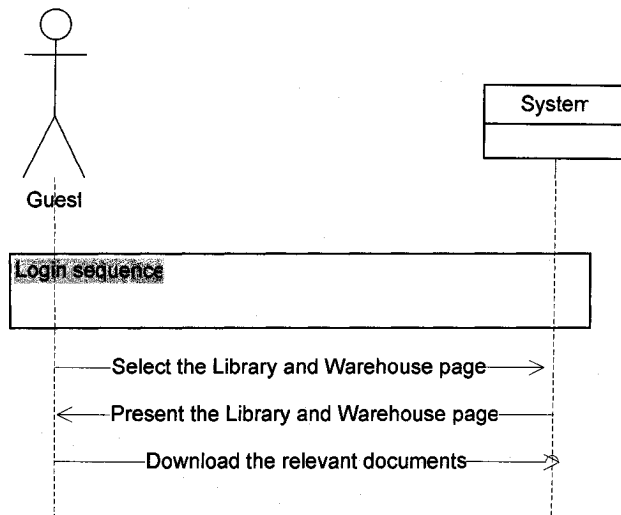 System
Guest
Login sequence
Select the Library and Warehouse page
Present the Library and Warehouse page
Download the relevant documents